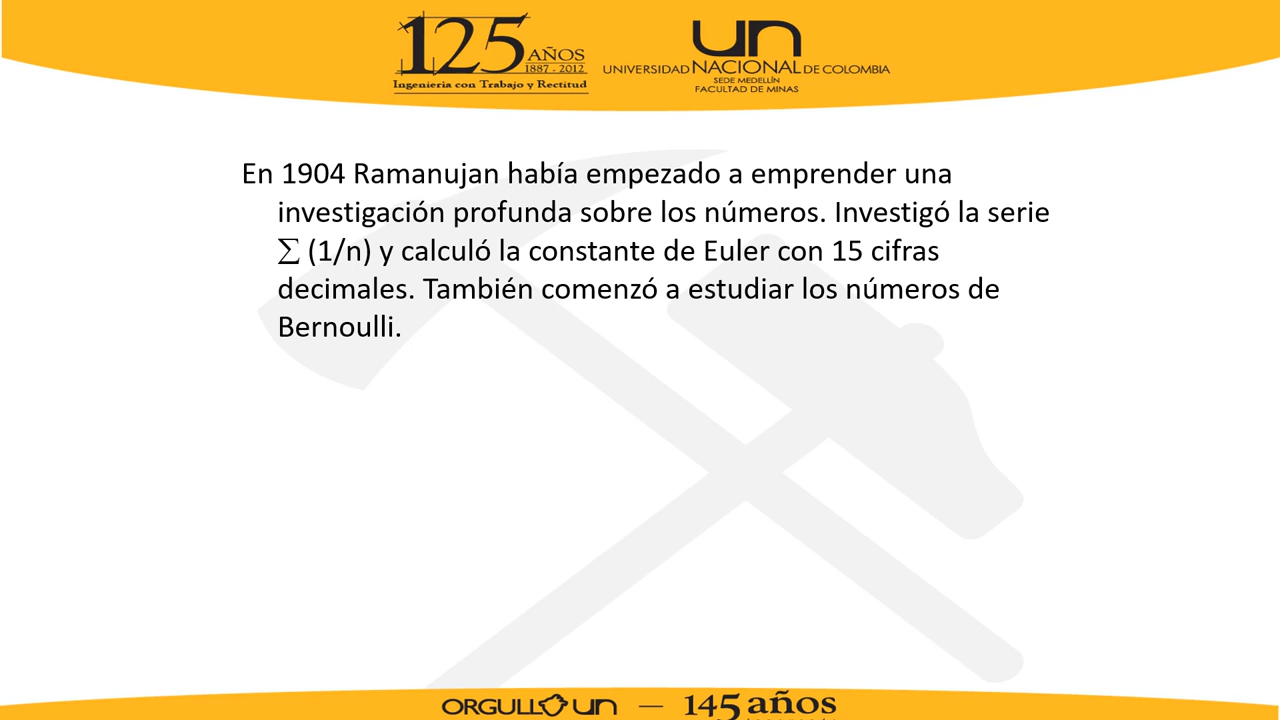 125 AÑOS
1887 - 2012
Ingeniería con Trabajo y Rectitud
un
UNIVERSIDAD NACIONAL DE COLOMBIA
SEDE MEDELLÍN
FACULTAD DE MINAS
En 1904 Ramanujan había empezado a emprender una
investigación profunda sobre los números. Investigó la serie
∑ (1/n) y calculó la constante de Euler con 15 cifras
decimales. También comenzó a estudiar los números de
Bernoulli.
ORGULLO un — 145 años